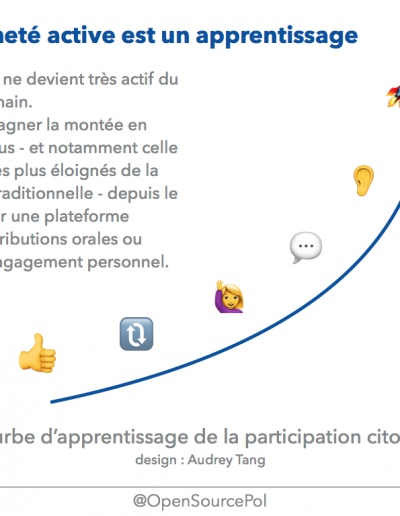 neté active est un apprentissage
ne devient très actif du
main.
agner la montée en
us - et notamment celle
es plus éloignés de la
raditionnelle - depuis le
r une plateforme
tributions orales ou
ngagement personnel.
urbe d'apprentissage de la participation cito
design : Audrey Tang
@OpenSourcePol